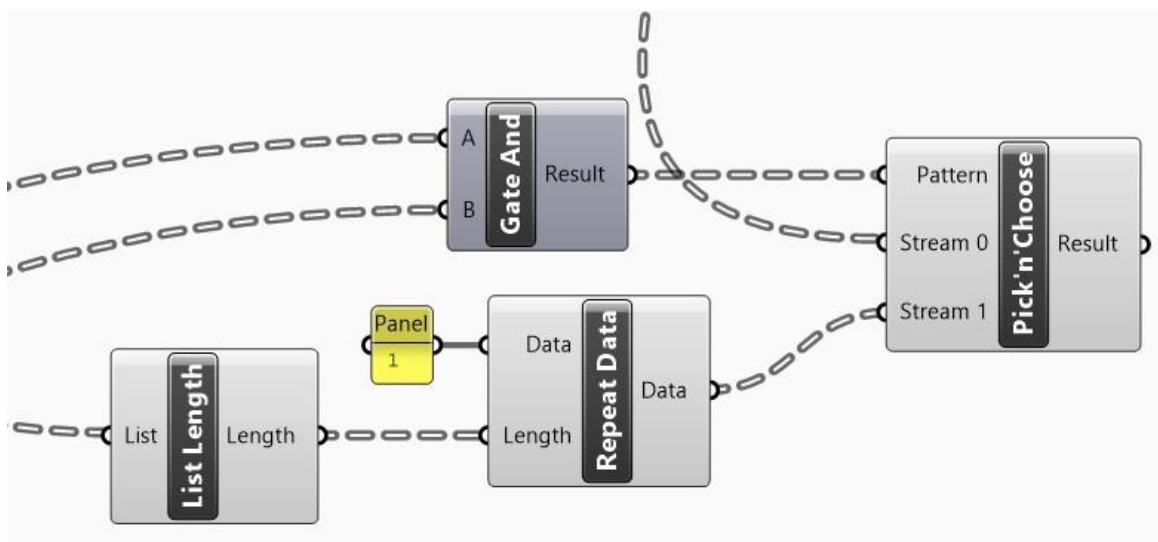 A
B
Gate And
Result
Pattern
Stream 0
Stream 1
Pick'n'Choose
Result
Panel
1
Data
Length
Repeat Data
Data
List
List Length
Length